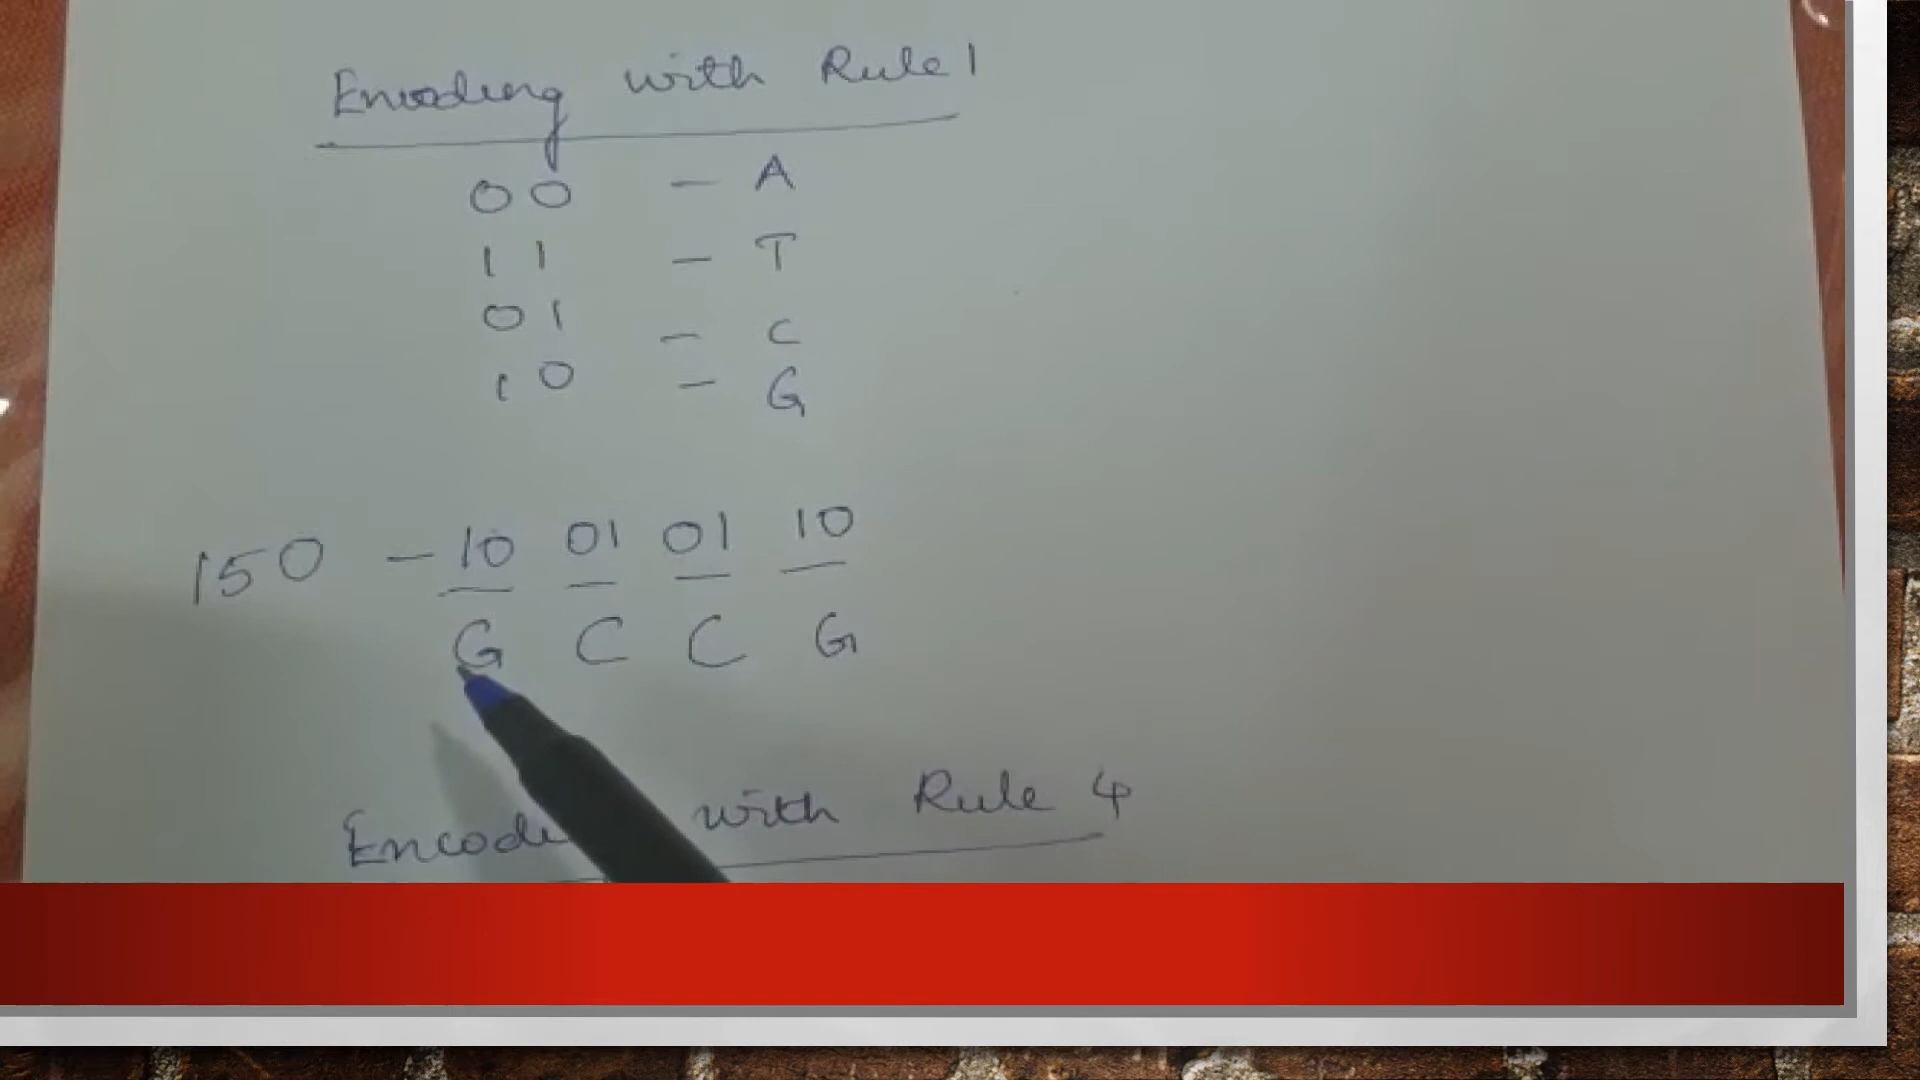 Encoding with Rule 1
00 - A
11 - T
01 - C
10 - G
150 - 10 01 01 10
G C C G
with Rule 4